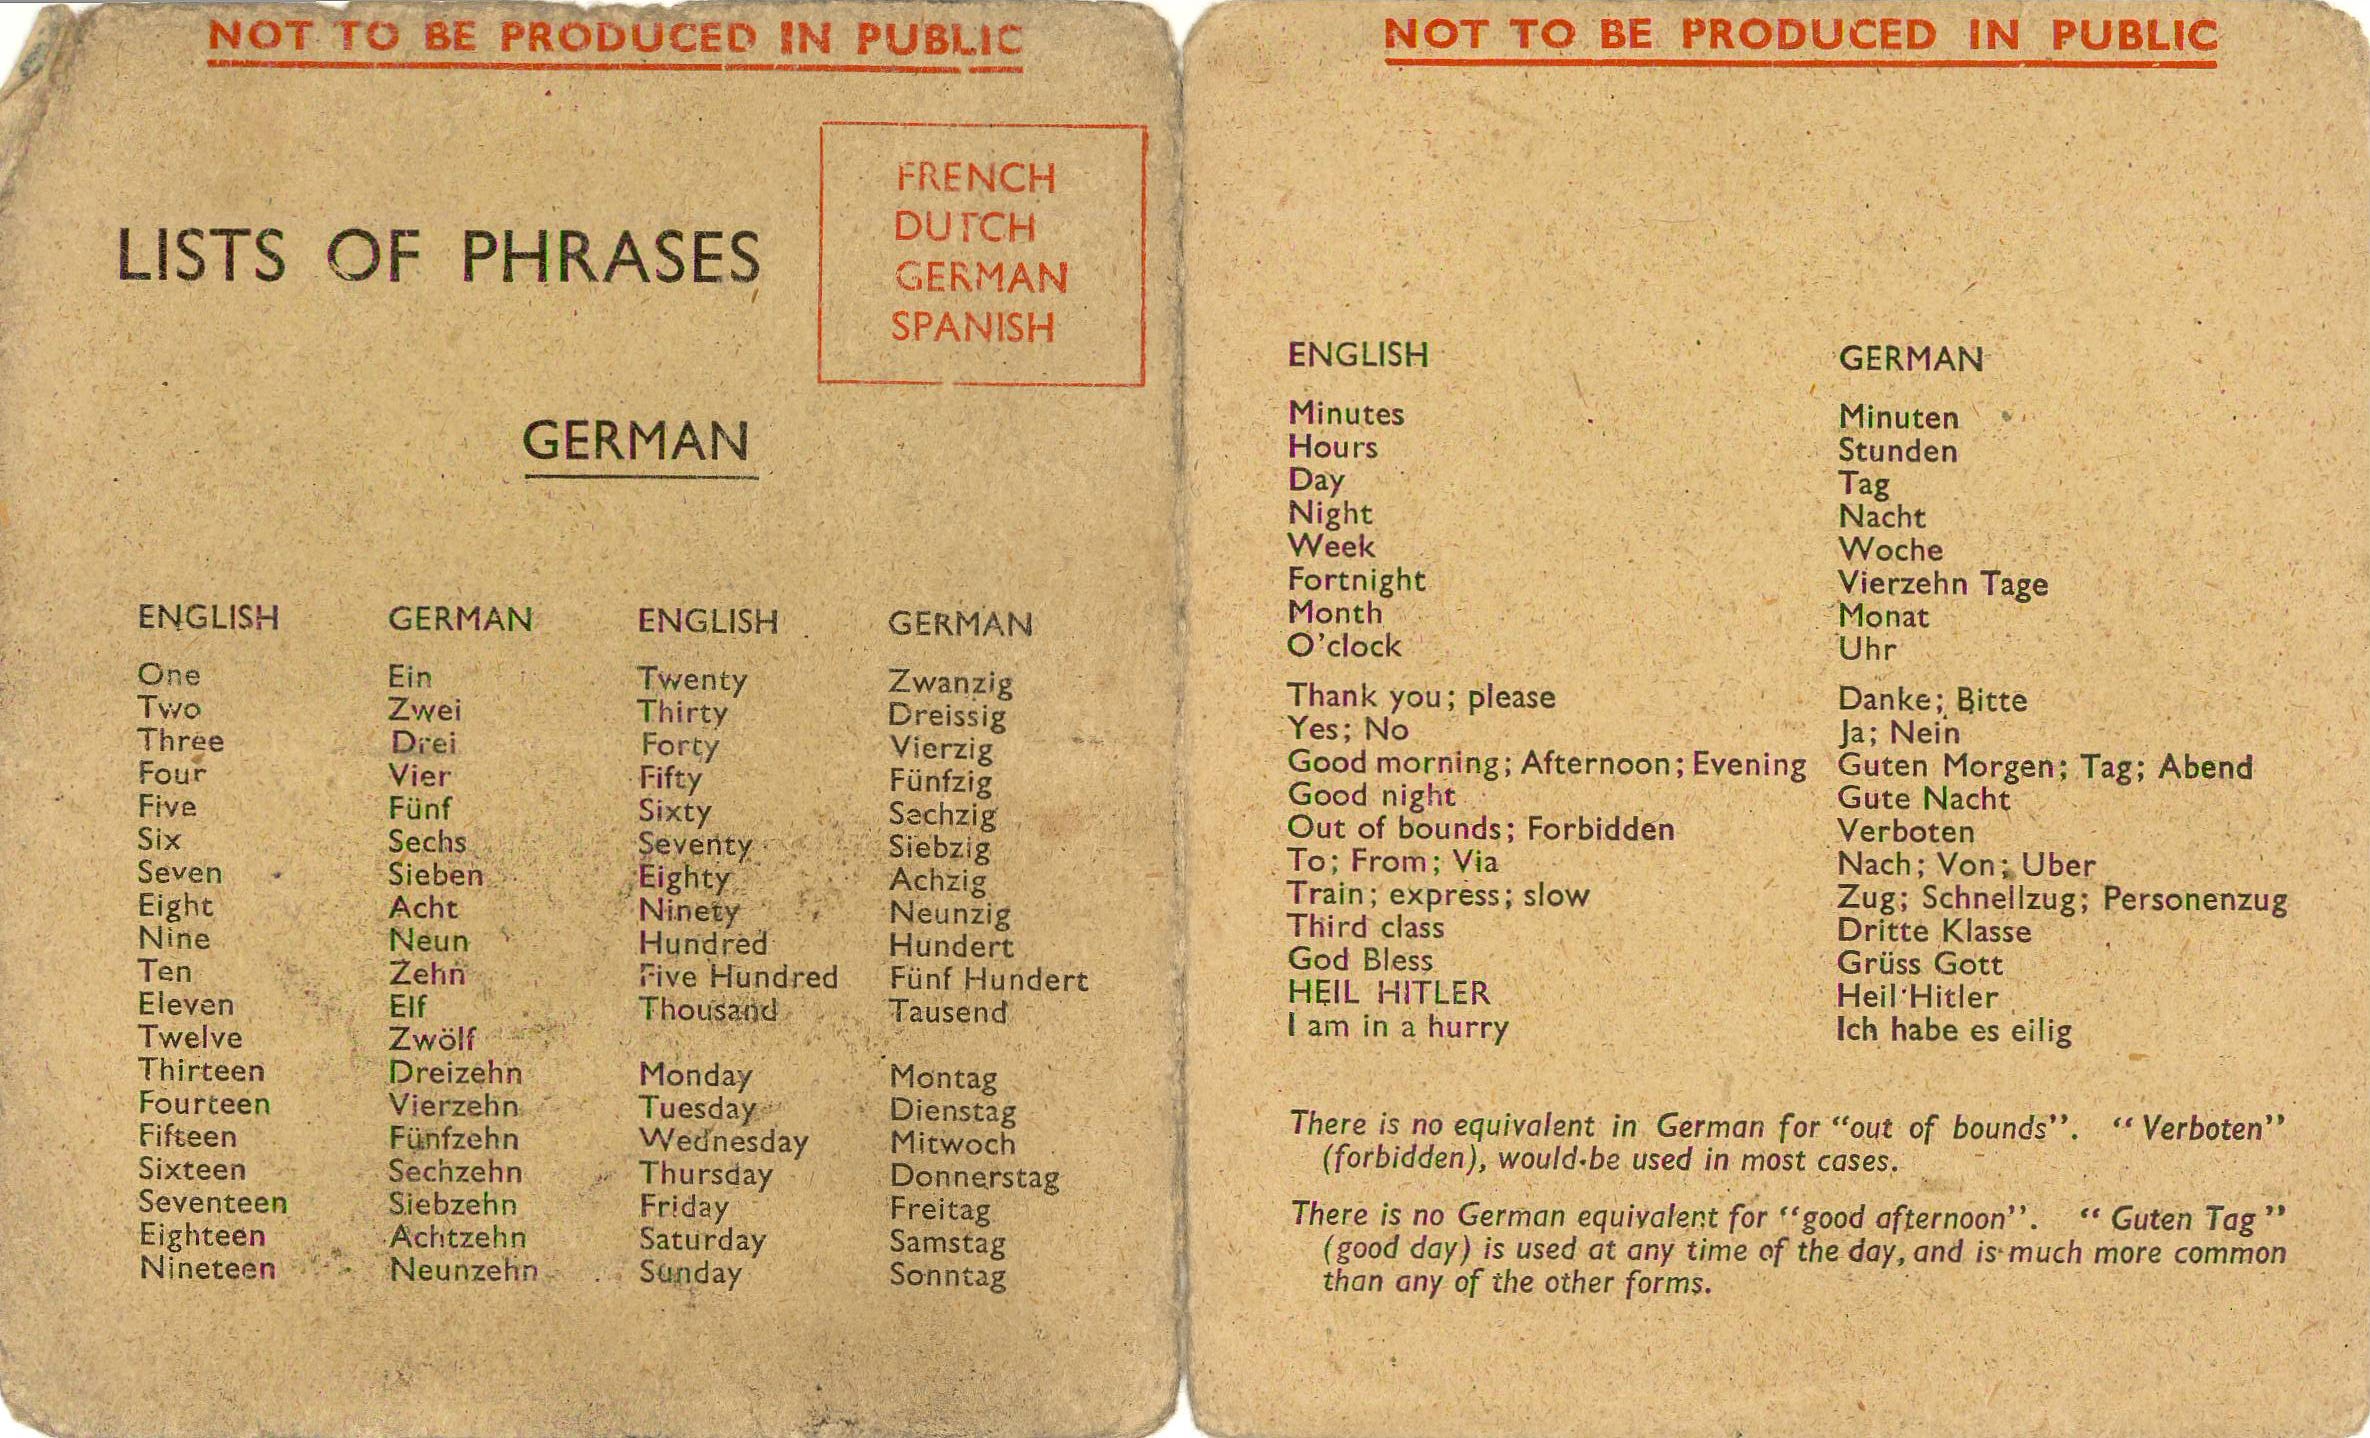 NOT TO BE PRODUCED IN PUBLIC
LISTS OF PHRASES
FRENCH
DUTCH
GERMAN
SPANISH
GERMAN
ENGLISH GERMAN ENGLISH GERMAN
One Ein Twenty Zwanzig
Two Zwei Thirty Dreissig
Three Drei Forty Vierzig
Four Vier Fifty Fünfzig
Five Fünf Sixty Sechzig
Six Sechs Seventy Siebzig
Seven Sieben Eighty Achzig
Eight Acht Ninety Neunzig
Nine Neun Hundred Hundert
Ten Zehn Five Hundred Fünf Hundert
Eleven Elf Thousand Tausend
Twelve Zwölf
Thirteen Dreizehn Monday Montag
Fourteen Vierzehn Tuesday Dienstag
Fifteen Fünfzehn Wednesday Mitwoch
Sixteen Sechzehn Thursday Donnerstag
Seventeen Siebzehn Friday Freitag
Eighteen Achtzehn Saturday Samstag
Nineteen Neunzehn Sunday Sonntag
NOT TO BE PRODUCED IN PUBLIC
ENGLISH GERMAN
Minutes Minuten
Hours Stunden
Day Tag
Night Nacht
Week Woche
Fortnight Vierzehn Tage
Month Monat
O'clock Uhr
Thank you; please Danke; Bitte
Yes; No Ja; Nein
Good morning; Afternoon; Evening Guten Morgen; Tag; Abend
Good night Gute Nacht
Out of bounds; Forbidden Verboten
To; From; Via Nach; Von; Uber
Train; express; slow Zug; Schnellzug; Personenzug
Third class Dritte Klasse
God Bless Grüss Gott
HEIL HITLER Heil Hitler
I am in a hurry Ich habe es eilig
There is no equivalent in German for "out of bounds". "Verboten"
(forbidden), would be used in most cases.
There is no German equivalent for "good afternoon". "Guten Tag"
(good day) is used at any time of the day, and is much more common
than any of the other forms.